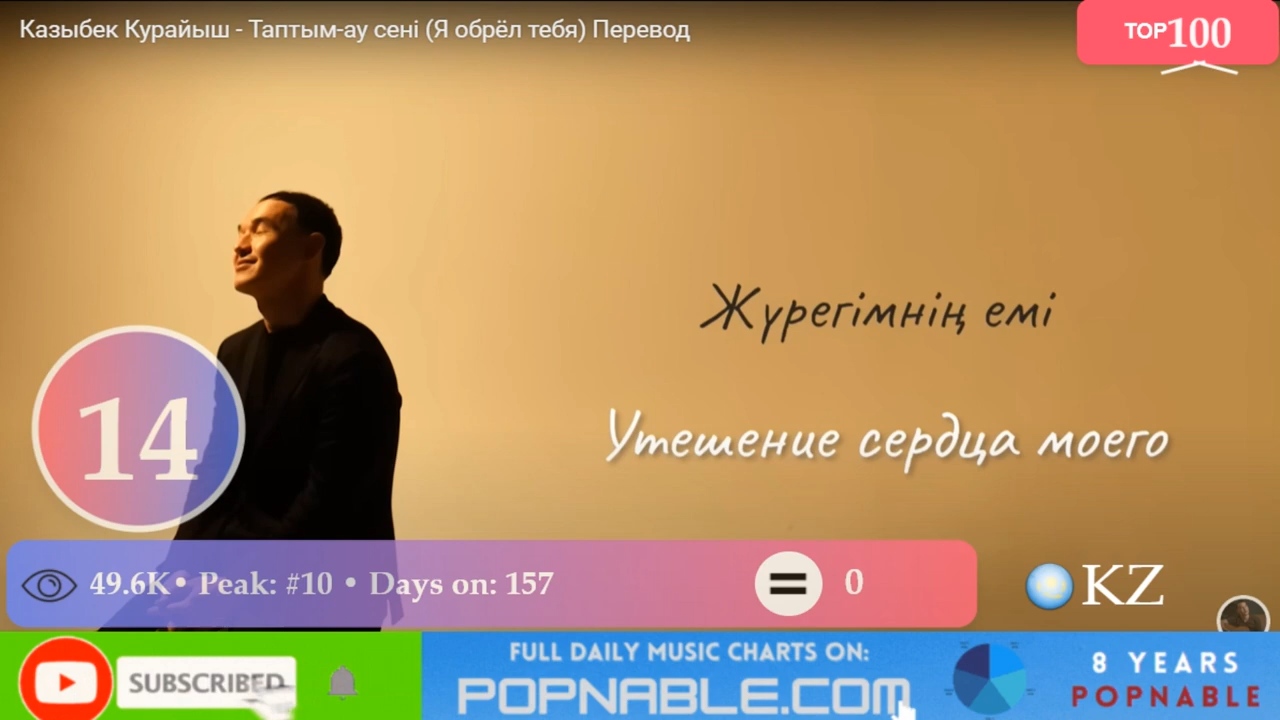 Казыбек Курайыш - Таптым-ау сені (Я обрёл тебя) Перевод
TOP100
Жүрегімнің емі
Утешение сердца моего
14
49.6K • Peak: #10 • Days on: 157
= 0
KZ
SUBSCRIBED
FULL DAILY MUSIC CHARTS ON:
POPNABLE.COM
8 YEARS
POPNABLE